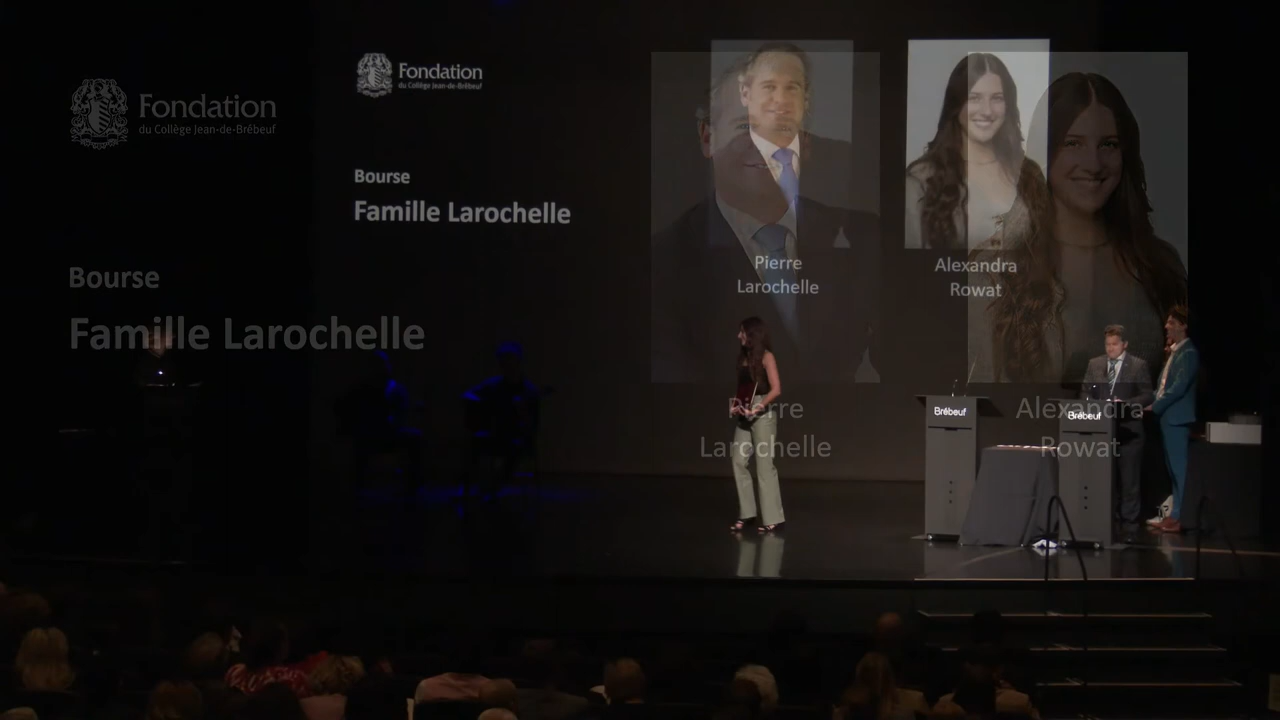 Fondation
du Collège Jean-de-Brébeuf
Bourse
Famille Larochelle
Pierre
Larochelle
Alexandra
Rowat
Fondation
du Collège Jean-de-Brébeuf
Bourse
Famille Larochelle
Pierre
Larochelle
Alexandra
Rowat
Brébeuf
Brébeuf